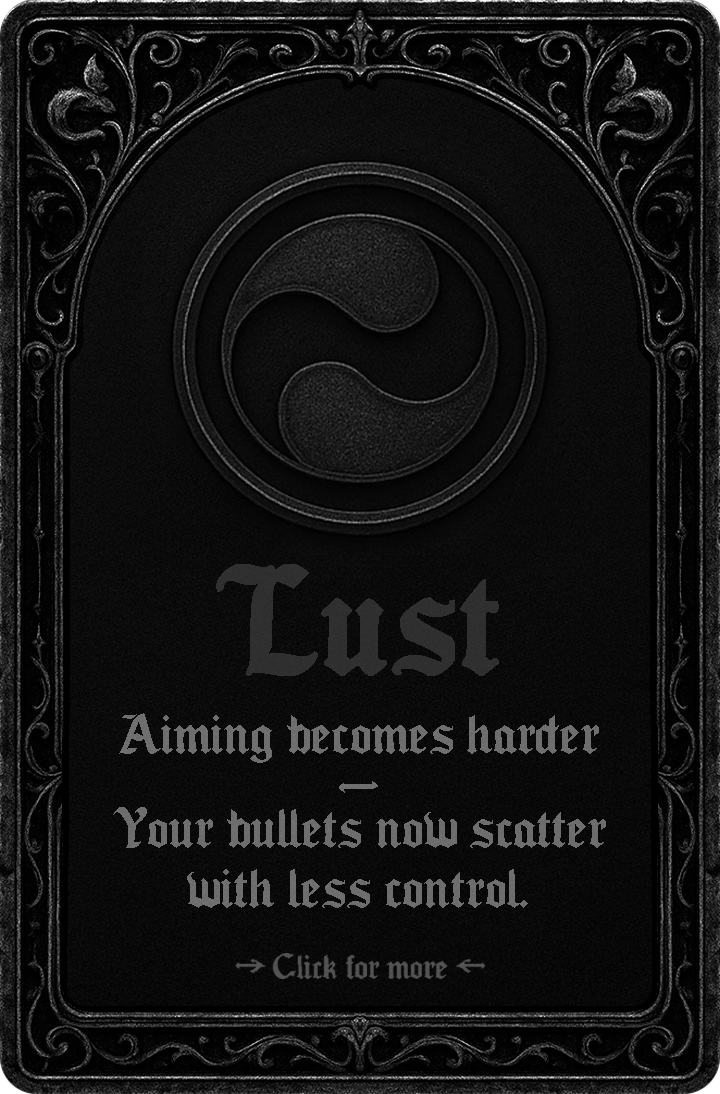 Lust
Aiming becomes harder
—
Your bullets now scatter
with less control.
→ Click for more ←